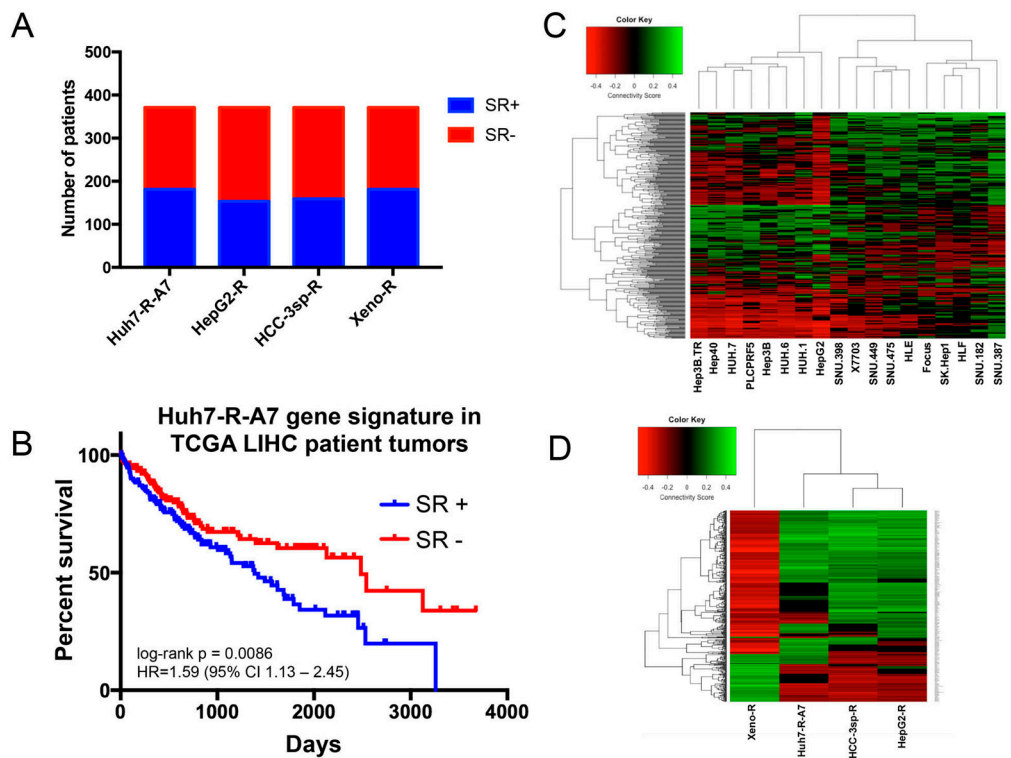 A
Number of patients
500
400
300
200
100
0
SR+
SR-
Huh7-R-A7
HepG2-R
HCC-3sp-R
Xeno-R
B
Huh7-R-A7 gene signature in
TCGA LIHC patient tumors
Percent survival
100
50
0
SR +
SR -
log-rank p = 0.0086
HR=1.59 (95% CI 1.13 – 2.45)
0
1000
2000
3000
4000
Days
C
Color Key
-0.4
-0.2
0
0.2
0.4
Connectivity Score
Hep3B.TR
Hep40
HUH.7
PLCPRF5
Hep3B
HUH.6
HUH.1
HepG2
SNU.398
X7703
SNU.449
SNU.475
HLE
Focus
SK.Hep1
HLF
SNU.182
SNU.387
D
Color Key
-0.4
-0.2
0
0.2
0.4
Connectivity Score
Xeno-R
Huh7-R-A7
HCC-3sp-R
HepG2-R